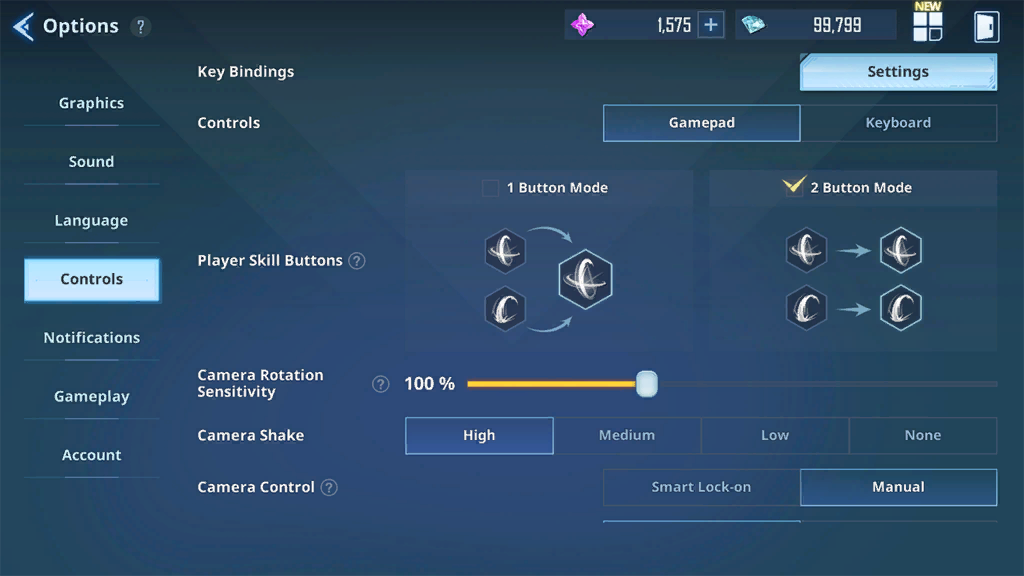 Options ?
1,575 +
99,799
NEW
Key Bindings
Settings
Graphics
Controls
Gamepad
Keyboard
Sound
1 Button Mode
2 Button Mode
Language
Player Skill Buttons ?
Controls
Notifications
Camera Rotation
Sensitivity
? 100 %
Gameplay
Camera Shake
High
Medium
Low
None
Account
Camera Control ?
Smart Lock-on
Manual